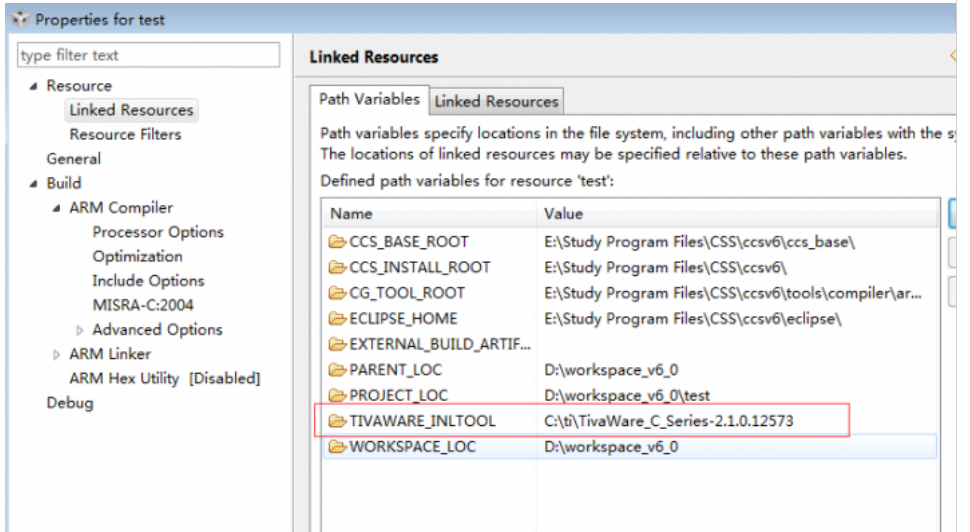 Properties for test
type filter text
Resource
Linked Resources
Resource Filters
General
Build
ARM Compiler
Processor Options
Optimization
Include Options
MISRA-C:2004
Advanced Options
ARM Linker
ARM Hex Utility [Disabled]
Debug
Linked Resources
Path Variables Linked Resources
Path variables specify locations in the file system, including other path variables with the
The locations of linked resources may be specified relative to these path variables.
Defined path variables for resource 'test':
Name Value
CCS_BASE_ROOT E:\Study Program Files\CSS\ccsv6\ccs_base\
CCS_INSTALL_ROOT E:\Study Program Files\CSS\ccsv6\
CG_TOOL_ROOT E:\Study Program Files\CSS\ccsv6\tools\compiler\ar...
ECLIPSE_HOME E:\Study Program Files\CSS\ccsv6\eclipse\
EXTERNAL_BUILD_ARTIF...
PARENT_LOC D:\workspace_v6_0
PROJECT_LOC D:\workspace_v6_0\test
TIVAWARE_INLTOOL C:\ti\TivaWare_C_Series-2.1.0.12573
WORKSPACE_LOC D:\workspace_v6_0